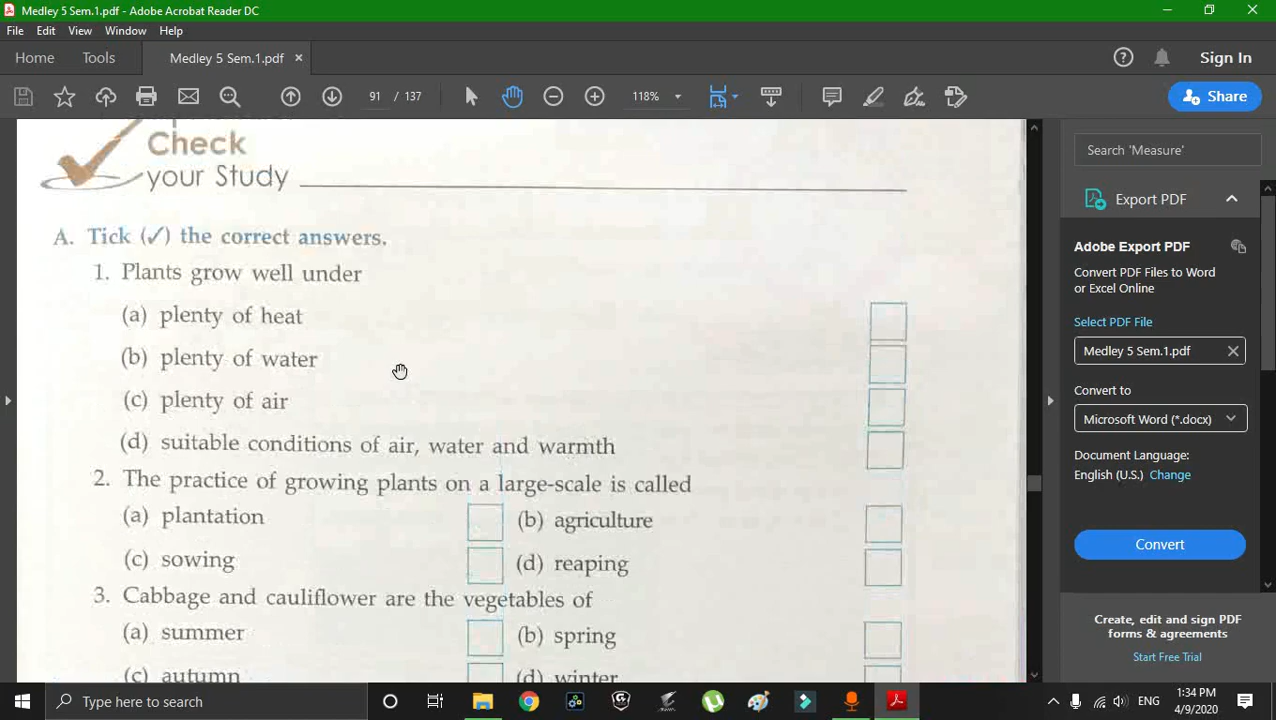 Medley 5 Sem.1.pdf - Adobe Acrobat Reader DC
File Edit View Window Help
Home Tools Medley 5 Sem.1.pdf × Sign In
91 / 137 118% Share
Check
your Study
Search 'Measure'
Export PDF
Adobe Export PDF
Convert PDF Files to Word
or Excel Online
Select PDF File
Medley 5 Sem.1.pdf
Convert to
Microsoft Word (*.docx)
Document Language:
English (U.S.) Change
Convert
Create, edit and sign PDF
forms & agreements
Start Free Trial
A. Tick (✓) the correct answers.
1. Plants grow well under
(a) plenty of heat
(b) plenty of water
(c) plenty of air
(d) suitable conditions of air, water and warmth
2. The practice of growing plants on a large-scale is called
(a) plantation (b) agriculture
(c) sowing (d) reaping
3. Cabbage and cauliflower are the vegetables of
(a) summer (b) spring
(c) autumn (d) winter
Type here to search
ENG
1:34 PM
4/9/2020